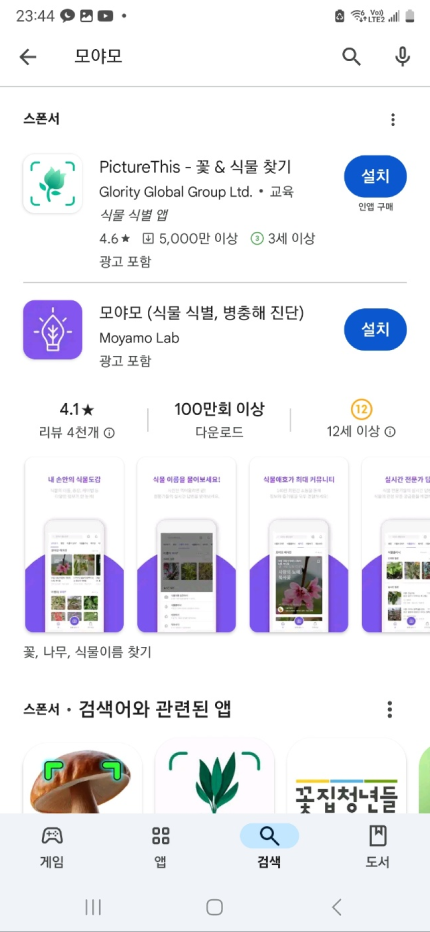 23:44
Voi) LTE2
모야모
스폰서
PictureThis - 꽃 & 식물 찾기
Glority Global Group Ltd. • 교육
식물 식별 앱
4.6★ 5,000만 이상 3 3세 이상
광고 포함
설치
인앱 구매
모야모 (식물 식별, 병충해 진단)
Moyamo Lab
광고 포함
설치
4.1★
리뷰 4천개
100만회 이상
다운로드
12
12세 이상
내 손안의 식물도감
식물 이름을 물어보세요!
식물애호가 최대 커뮤니티
실시간 전문가
꽃, 나무, 식물이름 찾기
스폰서 • 검색어와 관련된 앱
꽃집청년들
게임
앱
검색
도서